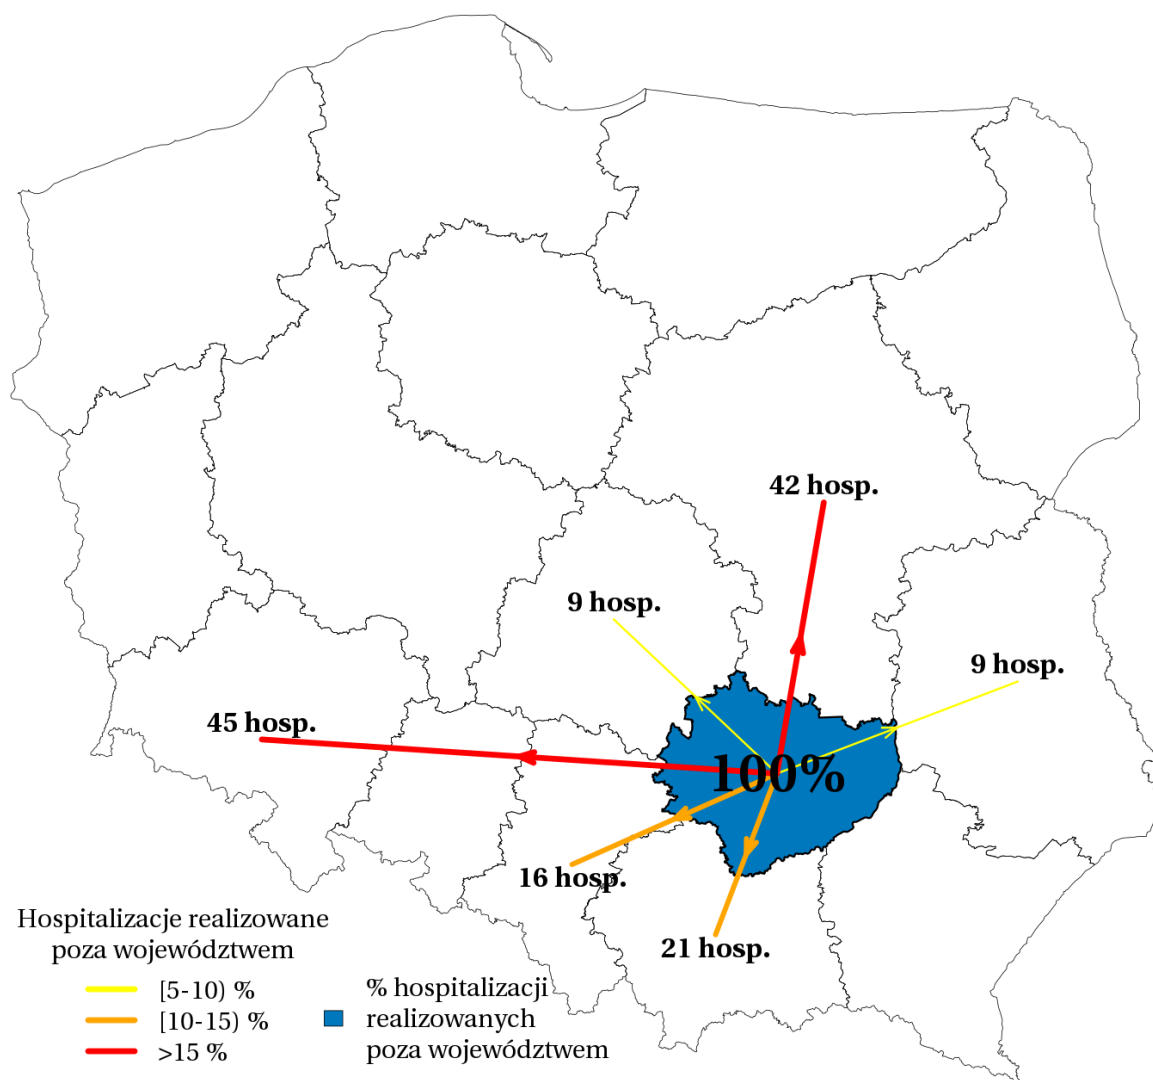 42 hosp.
9 hosp.
9 hosp.
45 hosp.
100%
16 hosp.
21 hosp.
Hospitalizacje realizowane
poza województwem
[5-10) %
[10-15) %
>15 %
% hospitalizacji
realizowanych
poza województwem